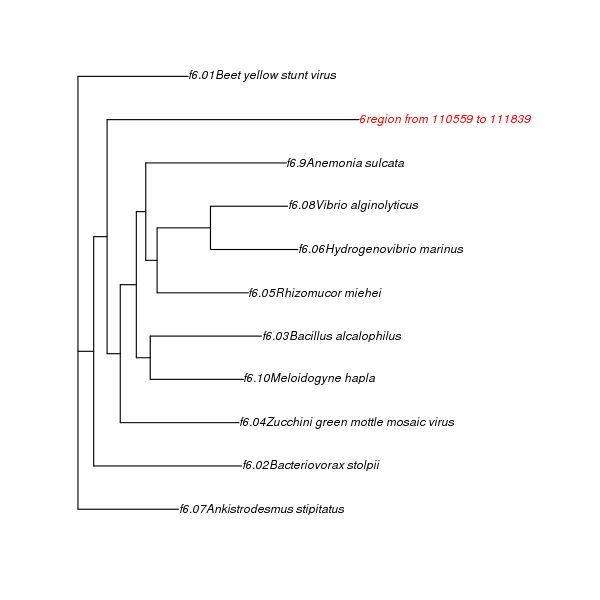 f6.01Beet yellow stunt virus
6region from 110559 to 111839
f6.9Anemonia sulcata
f6.08Vibrio alginolyticus
f6.06Hydrogenovibrio marinus
f6.05Rhizomucor miehei
f6.03Bacillus alcalophilus
f6.10Meloidogyne hapla
f6.04Zucchini green mottle mosaic virus
f6.02Bacteriovorax stolpii
f6.07Ankistrodesmus stipitatus